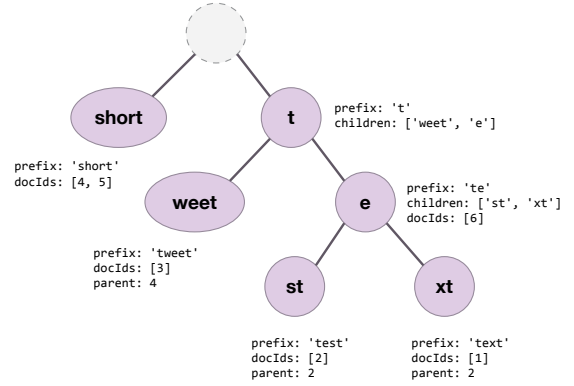 short
t
prefix: 't'
children: ['weet', 'e']
prefix: 'short'
docIds: [4, 5]
weet
e
prefix: 'te'
children: ['st', 'xt']
docIds: [6]
prefix: 'tweet'
docIds: [3]
parent: 4
st
xt
prefix: 'test'
docIds: [2]
parent: 2
prefix: 'text'
docIds: [1]
parent: 2